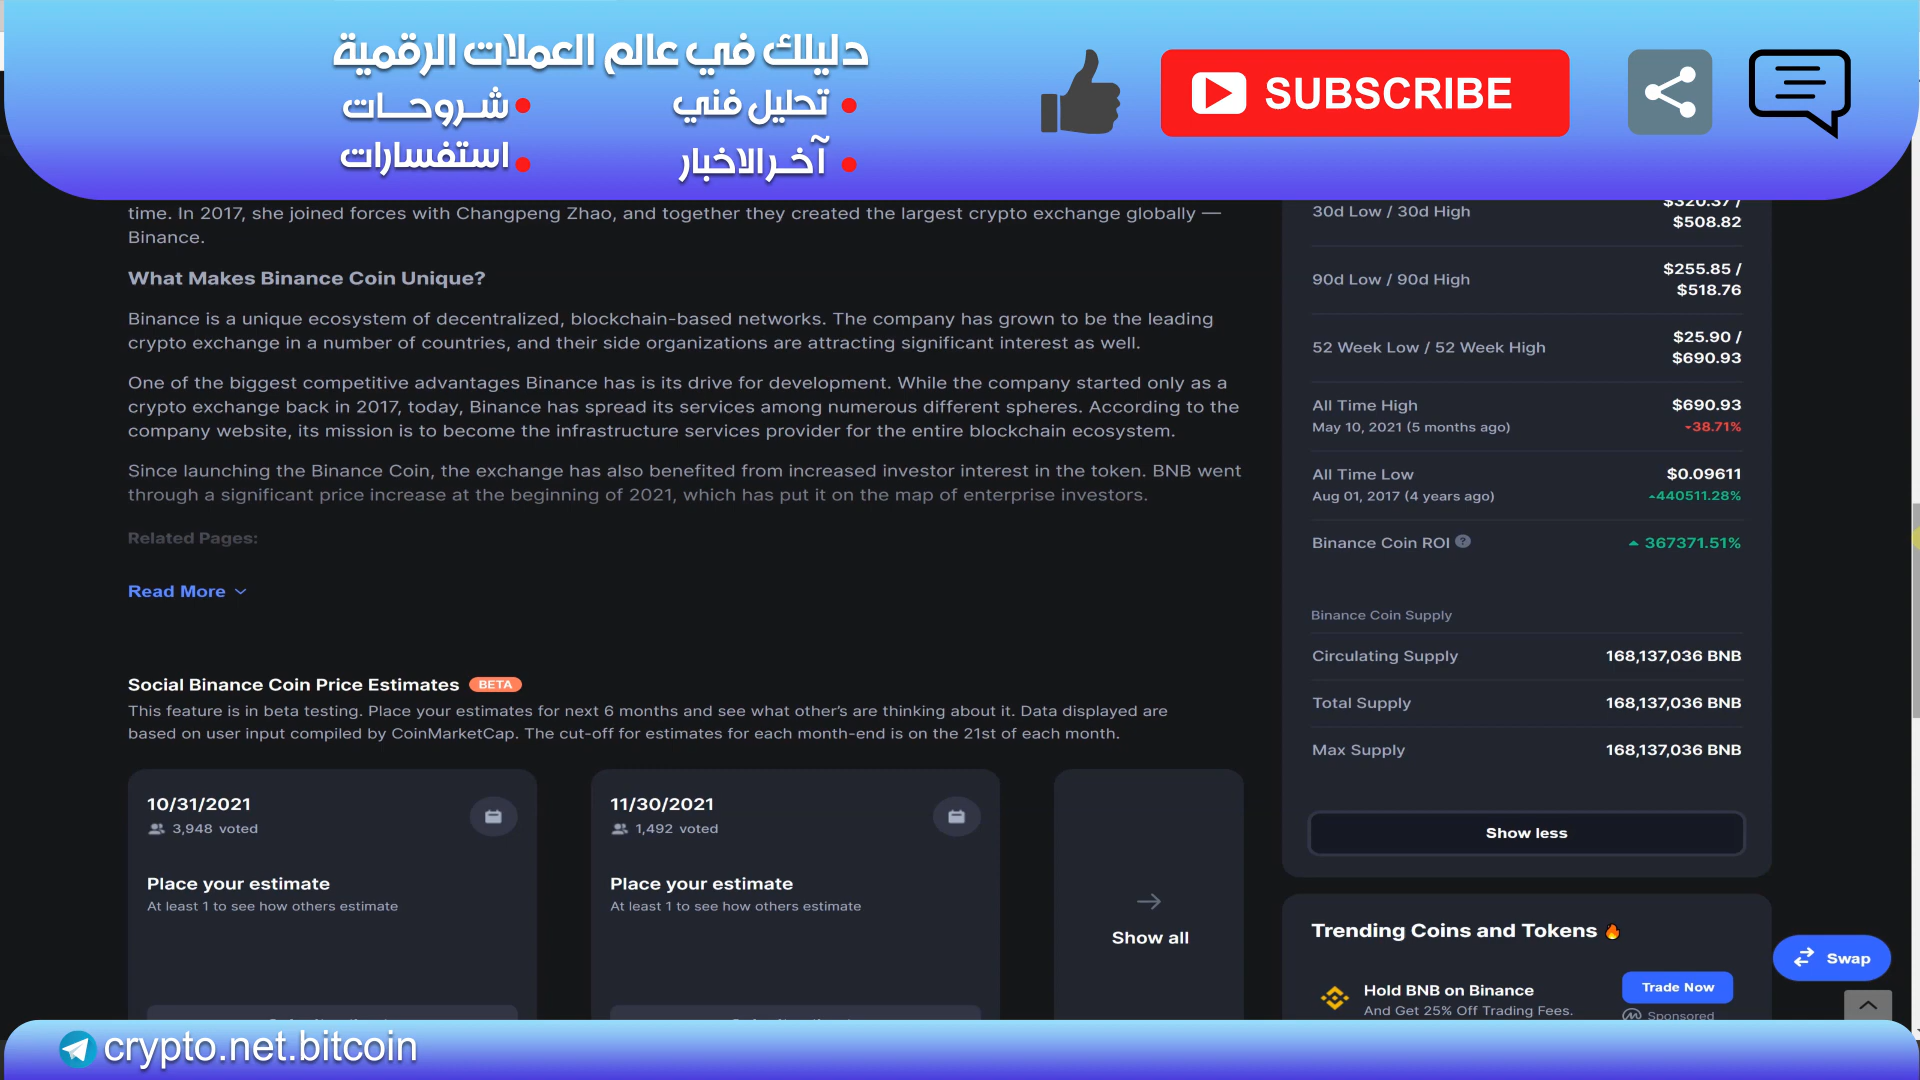 دليلك في عالم العملات الرقمية
تحليل فني
شروحات
آخر الاخبار
استفسارات
SUBSCRIBE
time. In 2017, she joined forces with Changpeng Zhao, and together they created the largest crypto exchange globally —
Binance.
What Makes Binance Coin Unique?
Binance is a unique ecosystem of decentralized, blockchain-based networks. The company has grown to be the leading
crypto exchange in a number of countries, and their side organizations are attracting significant interest as well.
One of the biggest competitive advantages Binance has is its drive for development. While the company started only as a
crypto exchange back in 2017, today, Binance has spread its services among numerous different spheres. According to the
company website, its mission is to become the infrastructure services provider for the entire blockchain ecosystem.
Since launching the Binance Coin, the exchange has also benefited from increased investor interest in the token. BNB went
through a significant price increase at the beginning of 2021, which has put it on the map of enterprise investors.
Related Pages:
Read More
Social Binance Coin Price Estimates BETA
This feature is in beta testing. Place your estimates for next 6 months and see what other's are thinking about it. Data displayed are
based on user input compiled by CoinMarketCap. The cut-off for estimates for each month-end is on the 21st of each month.
10/31/2021
3,948 voted
Place your estimate
At least 1 to see how others estimate
11/30/2021
1,492 voted
Place your estimate
At least 1 to see how others estimate
Show all
30d Low / 30d High
$320.37 /
$508.82
90d Low / 90d High
$255.85 /
$518.76
52 Week Low / 52 Week High
$25.90 /
$690.93
All Time High $690.93
May 10, 2021 (5 months ago) 38.71%
All Time Low $0.09611
Aug 01, 2017 (4 years ago) 440511.28%
Binance Coin ROI ? 367371.51%
Binance Coin Supply
Circulating Supply 168,137,036 BNB
Total Supply 168,137,036 BNB
Max Supply 168,137,036 BNB
Show less
Trending Coins and Tokens
Hold BNB on Binance
And Get 25% Off Trading Fees.
Trade Now
Sponsored
Swap
crypto.net.bitcoin